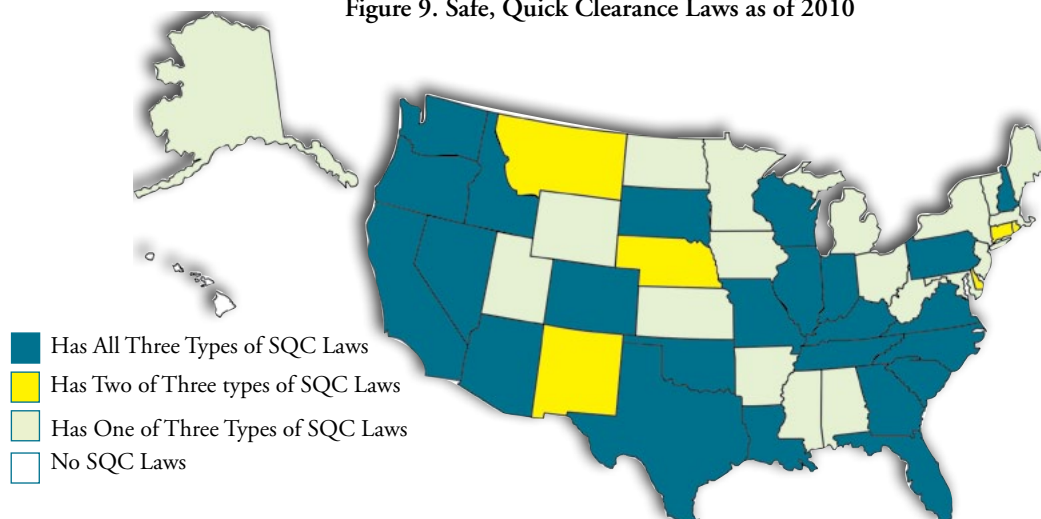 Figure 9. Safe, Quick Clearance Laws as of 2010
Has All Three Types of SQC Laws
Has Two of Three types of SQC Laws
Has One of Three Types of SQC Laws
No SQC Laws